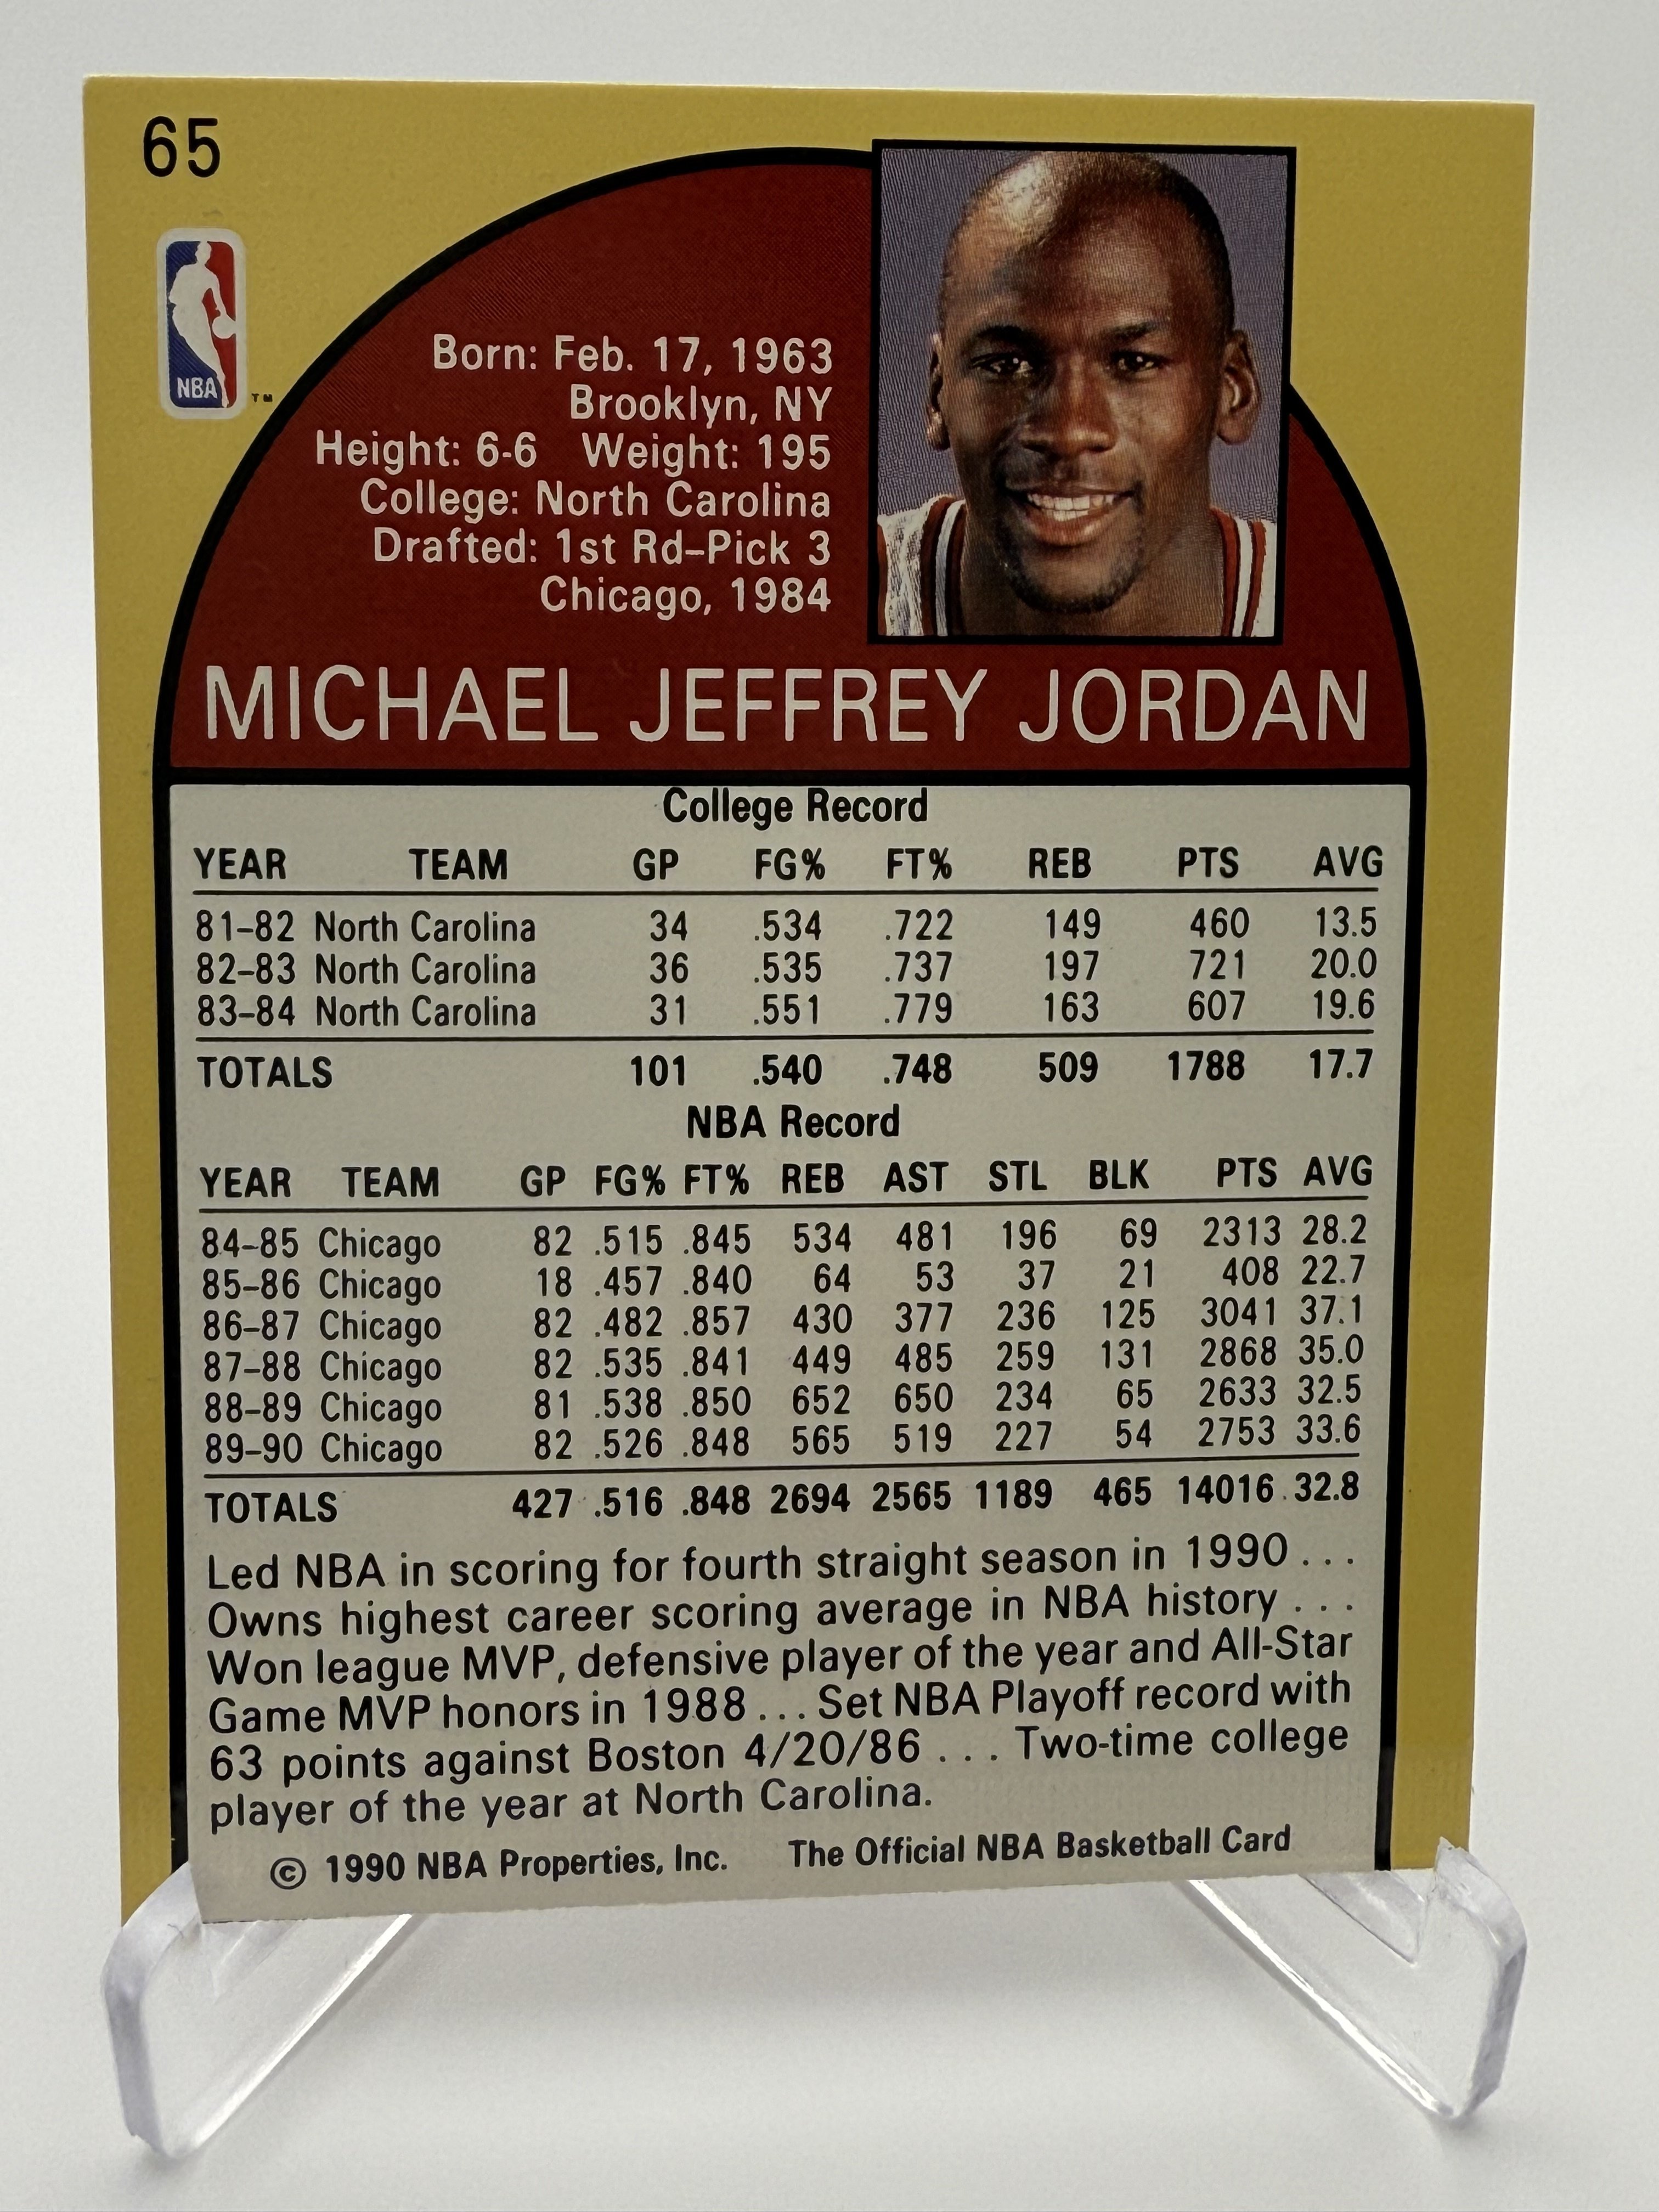 65
NBA
TM
Born: Feb. 17, 1963
Brooklyn, NY
Height: 6-6 Weight: 195
College: North Carolina
Drafted: 1st Rd–Pick 3
Chicago, 1984
MICHAEL JEFFREY JORDAN
College Record
YEAR TEAM GP FG% FT% REB PTS AVG
81–82 North Carolina 34 .534 .722 149 460 13.5
82–83 North Carolina 36 .535 .737 197 721 20.0
83–84 North Carolina 31 .551 .779 163 607 19.6
TOTALS 101 .540 .748 509 1788 17.7
NBA Record
YEAR TEAM GP FG% FT% REB AST STL BLK PTS AVG
84–85 Chicago 82 .515 .845 534 481 196 69 2313 28.2
85–86 Chicago 18 .457 .840 64 53 37 21 408 22.7
86–87 Chicago 82 .482 .857 430 377 236 125 3041 37.1
87–88 Chicago 82 .535 .841 449 485 259 131 2868 35.0
88–89 Chicago 81 .538 .850 652 650 234 65 2633 32.5
89–90 Chicago 82 .526 .848 565 519 227 54 2753 33.6
TOTALS 427 .516 .848 2694 2565 1189 465 14016 32.8
Led NBA in scoring for fourth straight season in 1990 . . .
Owns highest career scoring average in NBA history . . .
Won league MVP, defensive player of the year and All-Star
Game MVP honors in 1988 . . . Set NBA Playoff record with
63 points against Boston 4/20/86 . . . Two-time college
player of the year at North Carolina.
© 1990 NBA Properties, Inc. The Official NBA Basketball Card